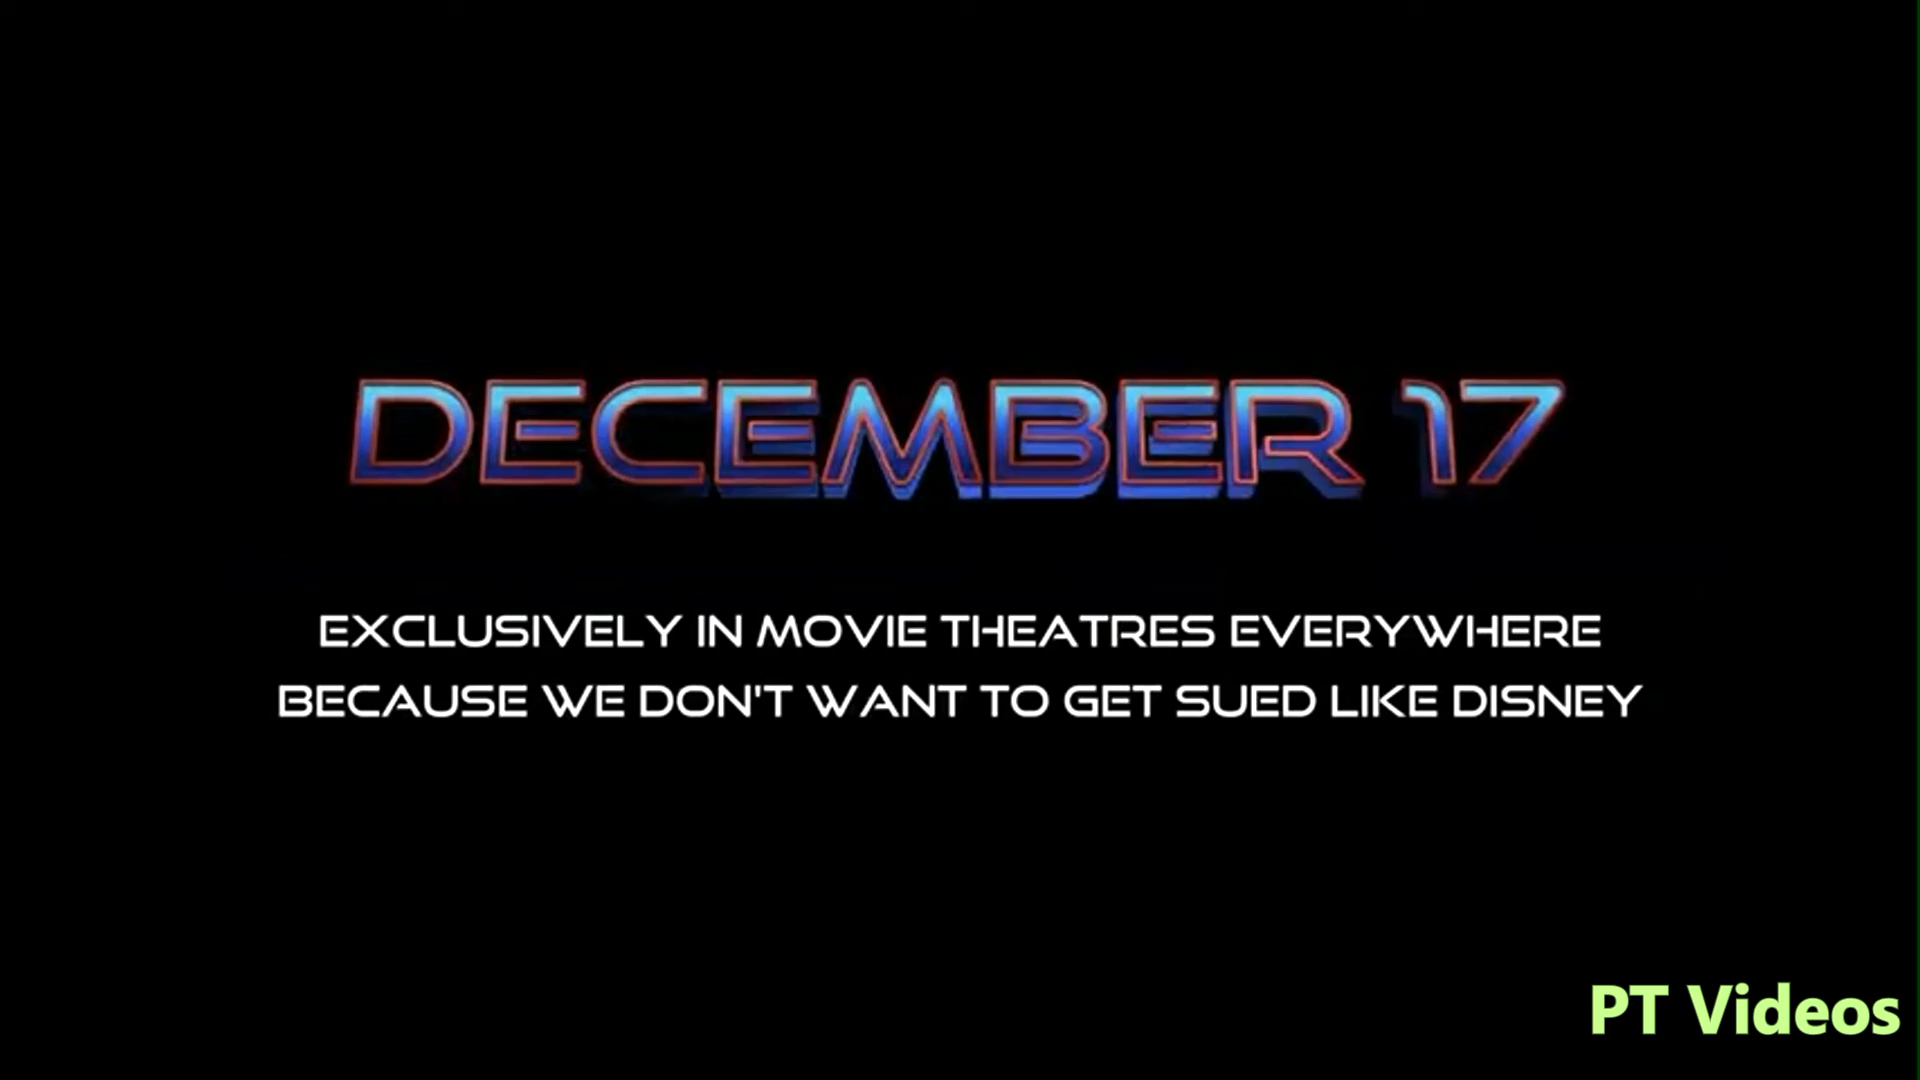 DECEMBER 17
EXCLUSIVELY IN MOVIE THEATRES EVERYWHERE
BECAUSE WE DON'T WANT TO GET SUED LIKE DISNEY
PT Videos